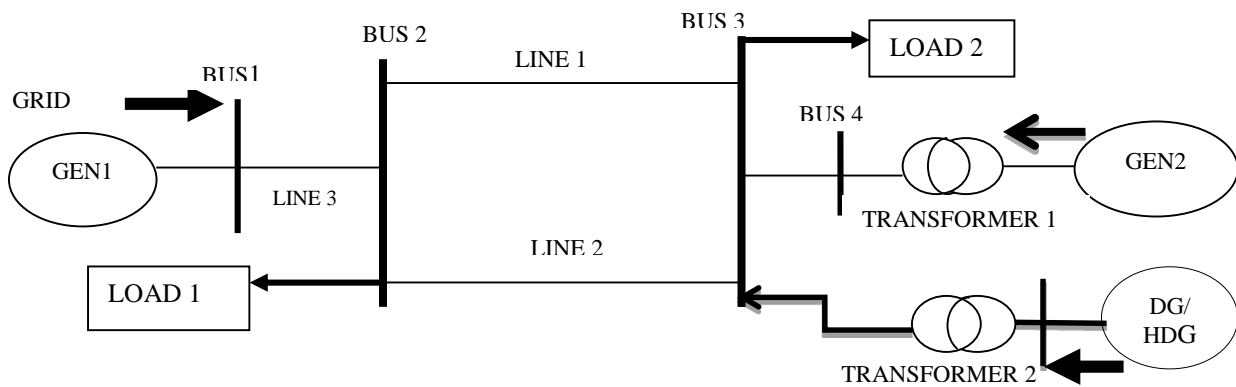 BUS 3
BUS 2
LOAD 2
LINE 1
BUS1
GRID
BUS 4
GEN1
GEN2
LINE 3
TRANSFORMER 1
LINE 2
LOAD 1
DG/
HDG
TRANSFORMER 2